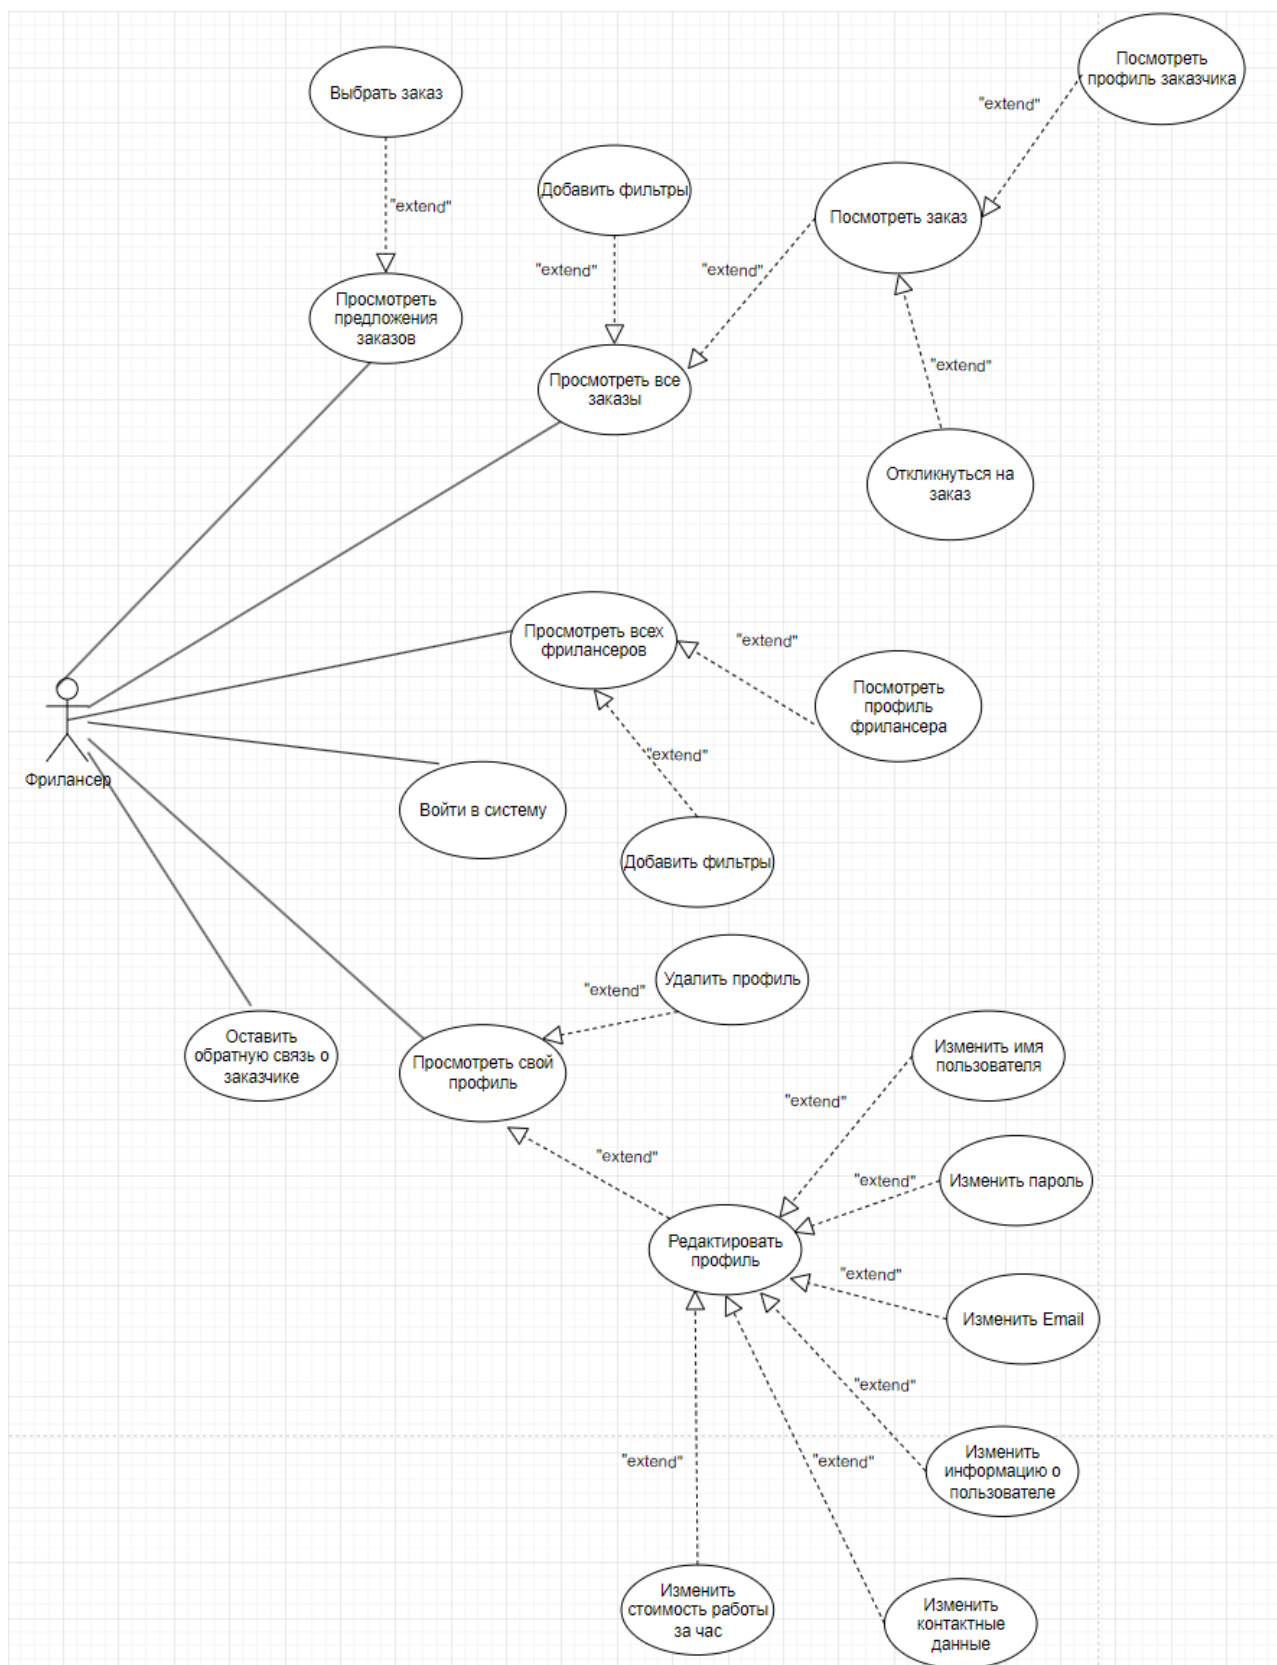 Посмотреть
профиль заказчика
"extend"
Выбрать заказ
"extend"
Добавить фильтры
"extend"
Посмотреть заказ
"extend"
Просмотреть
предложения
заказов
Просмотреть все
заказы
"extend"
Откликнуться на
заказ
Просмотреть всех
фрилансеров
"extend"
Посмотреть
профиль
фрилансера
"extend"
Фрилансер
Войти в систему
Добавить фильтры
Удалить профиль
"extend"
Оставить
обратную связь о
заказчике
Просмотреть свой
профиль
Изменить имя
пользователя
"extend"
"extend"
"extend"
Изменить пароль
Редактировать
профиль
"extend"
Изменить Email
"extend"
"extend"
"extend"
Изменить
информацию о
пользователе
Изменить
стоимость работы
за час
Изменить
контактные
данные